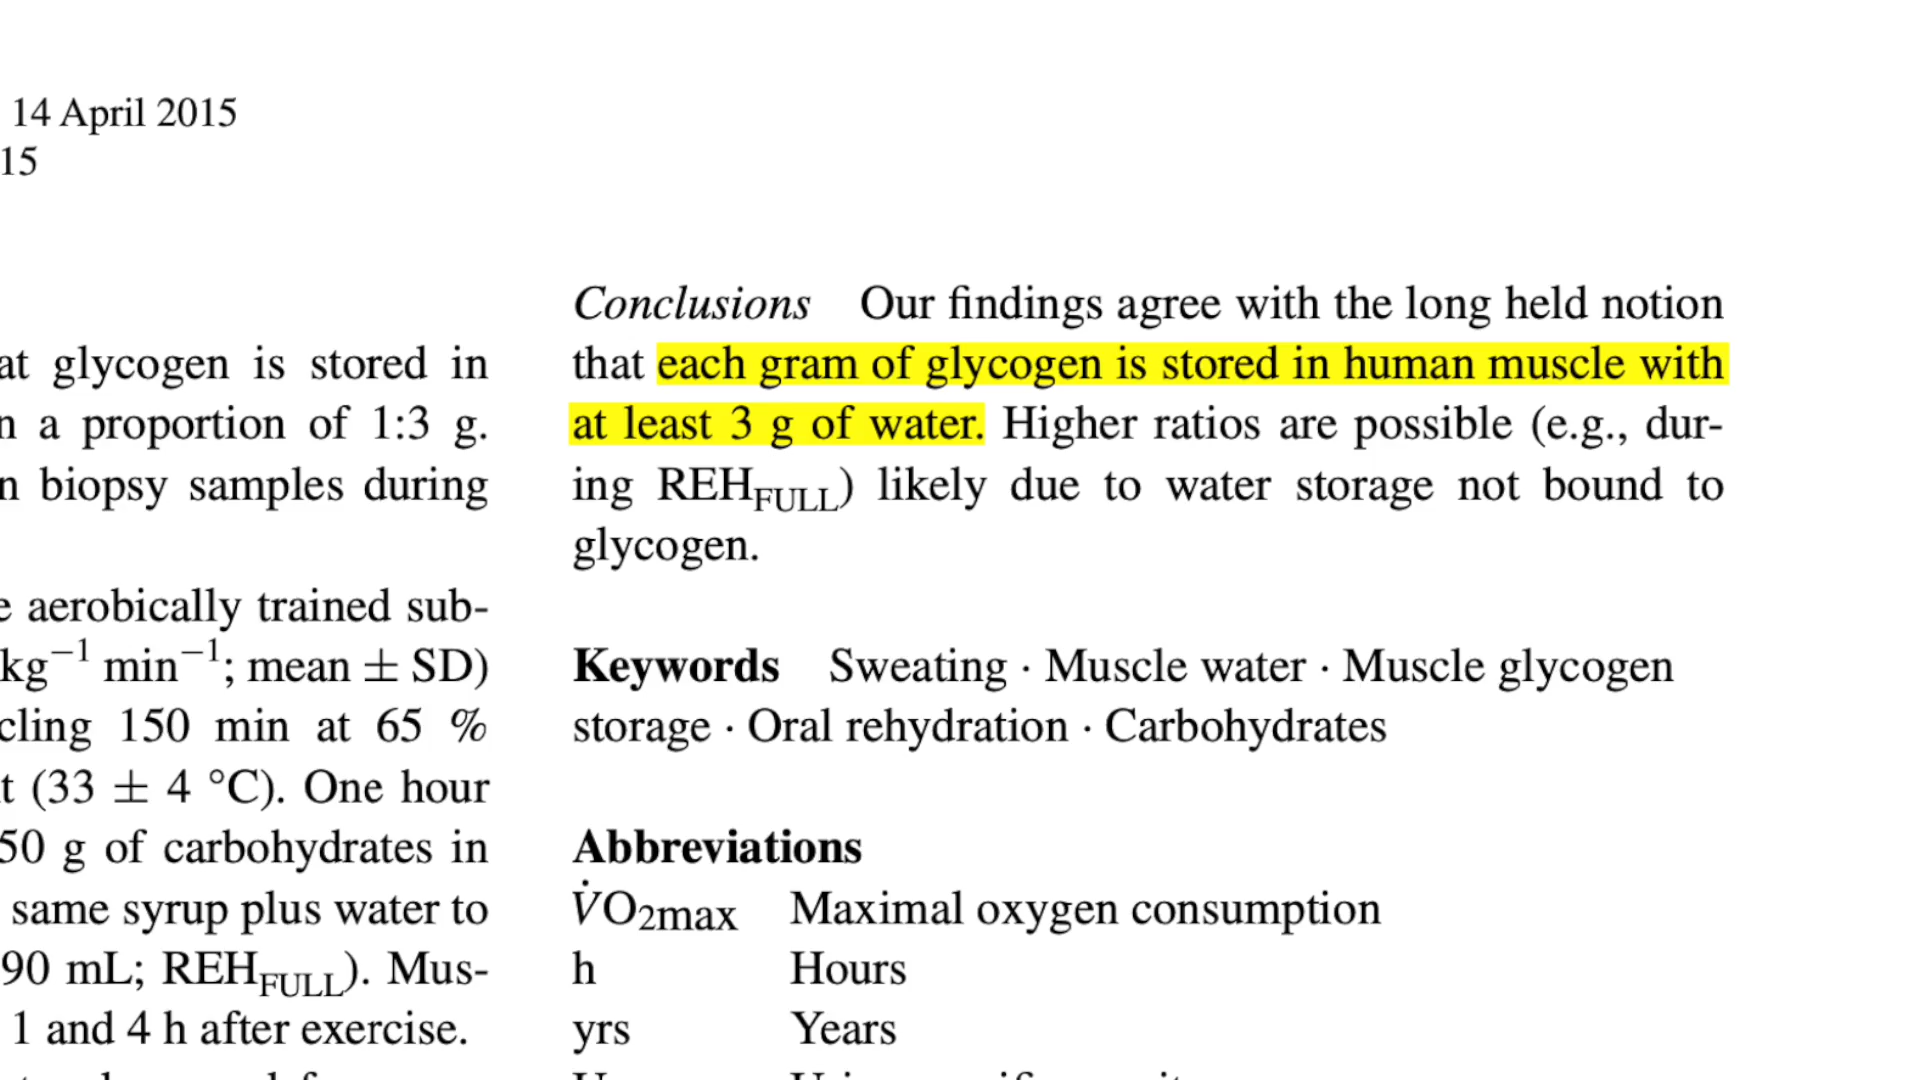 14 April 2015
15
at glycogen is stored in
n a proportion of 1:3 g.
n biopsy samples during
e aerobically trained sub-
kg−1 min−1; mean ± SD)
cling 150 min at 65 %
t (33 ± 4 °C). One hour
50 g of carbohydrates in
same syrup plus water to
90 mL; REHFULL). Mus-
1 and 4 h after exercise.
Conclusions Our findings agree with the long held notion
that each gram of glycogen is stored in human muscle with
at least 3 g of water. Higher ratios are possible (e.g., dur-
ing REHFULL) likely due to water storage not bound to
glycogen.
Keywords Sweating · Muscle water · Muscle glycogen
storage · Oral rehydration · Carbohydrates
Abbreviations
V̇O2max Maximal oxygen consumption
h Hours
yrs Years